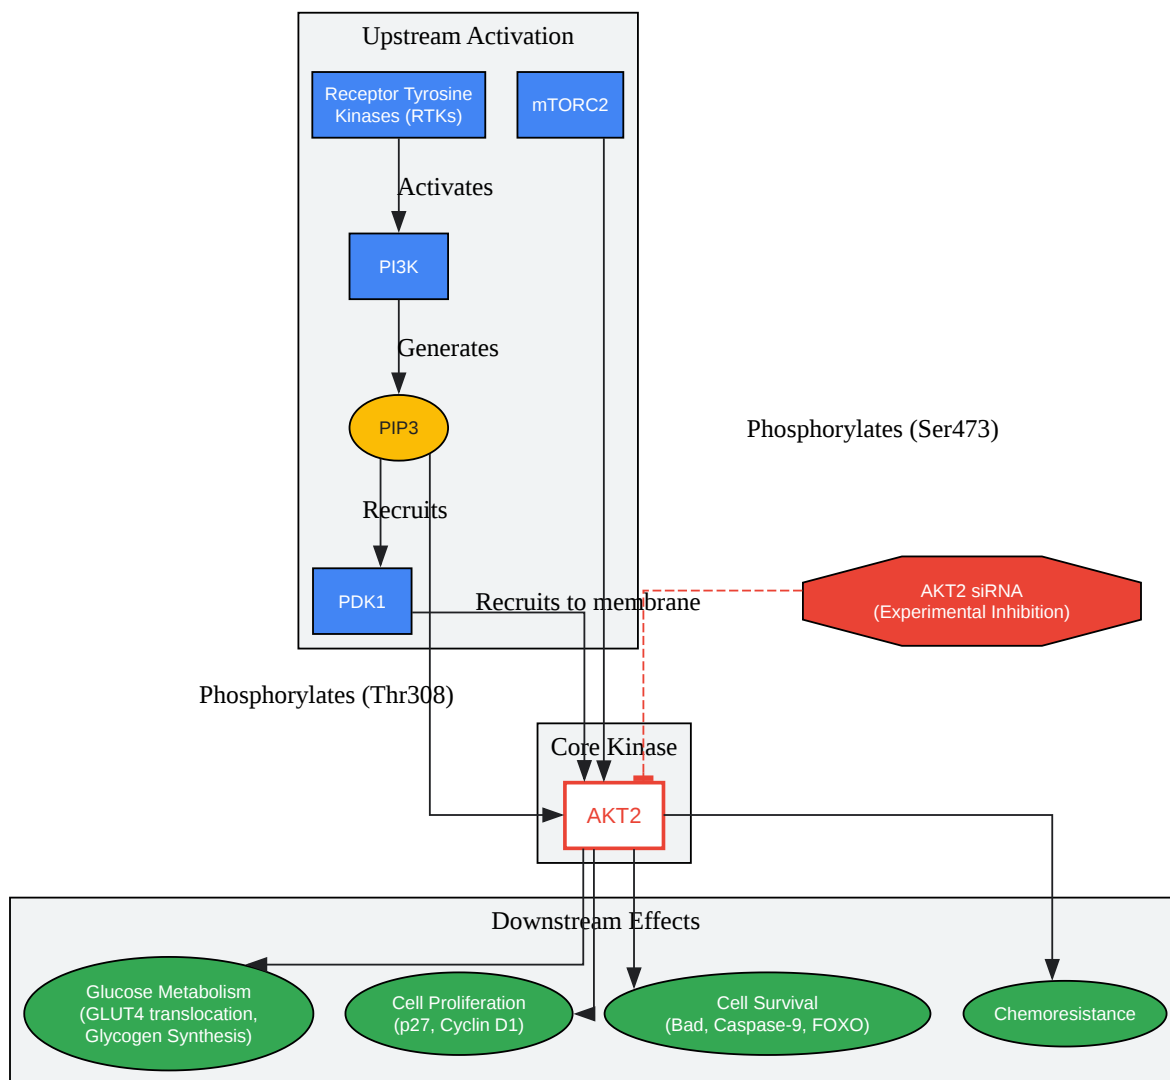 Upstream Activation
Receptor Tyrosine
Kinases (RTKs)
mTORC2
Activates
PI3K
Generates
PIP3
Phosphorylates (Ser473)
Recruits
AKT2 siRNA
(Experimental Inhibition)
PDK1
Recruits to membrane
Phosphorylates (Thr308)
Core Kinase
AKT2
Downstream Effects
Glucose Metabolism
(GLUT4 translocation,
Glycogen Synthesis)
Cell Proliferation
(p27, Cyclin D1)
Cell Survival
(Bad, Caspase-9, FOXO)
Chemoresistance